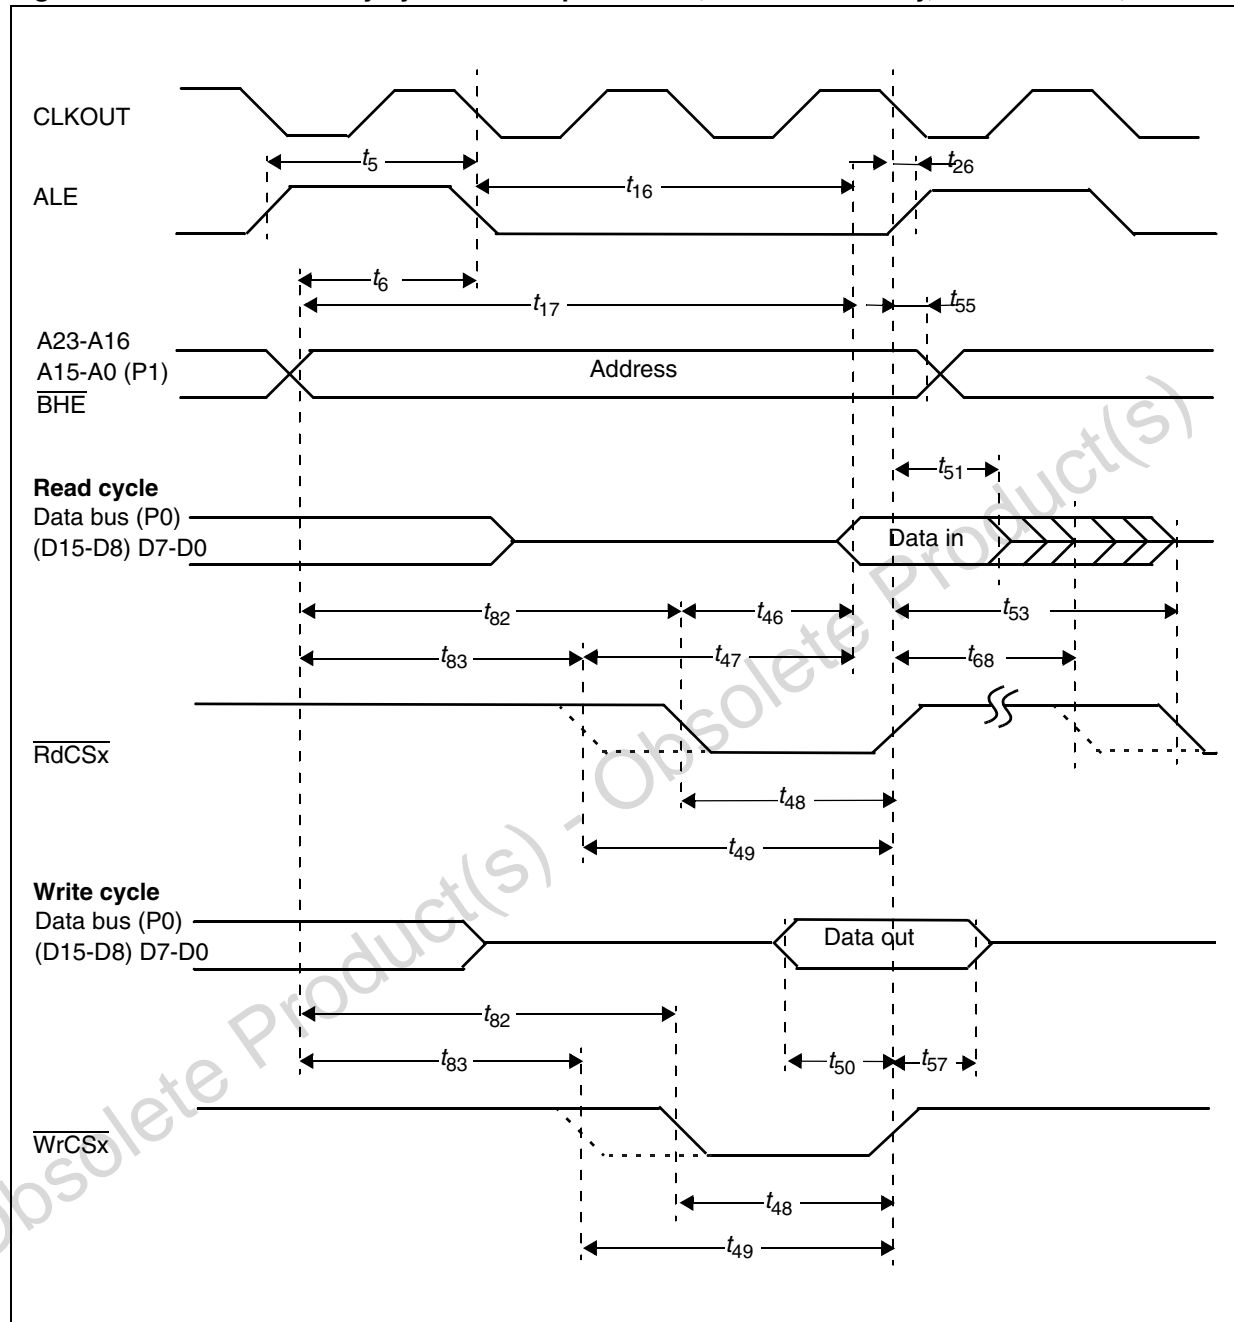 CLKOUT
t5
t26
t16
ALE
t6
t17
t55
A23-A16
A15-A0 (P1)
Address
BHE
t51
Read cycle
Data bus (P0)
Data in
(D15-D8) D7-D0
t82
t46
t53
t83
t47
t68
RdCSx
t48
t49
Write cycle
Data bus (P0)
Data out
(D15-D8) D7-D0
t82
t83
t50
t57
WrCSx
t48
t49
Obsolete Product(s) - Obsolete Product(s)